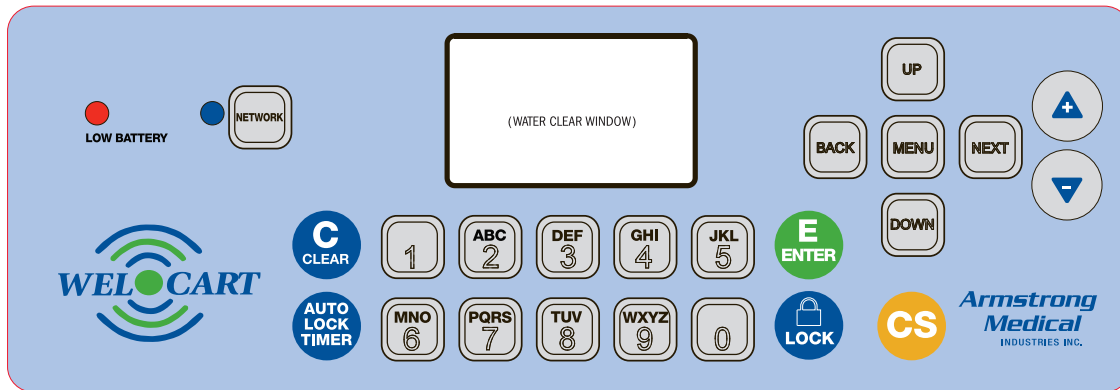 LOW BATTERY
NETWORK
(WATER CLEAR WINDOW)
UP
BACK
MENU
NEXT
DOWN
+
-
WEL CART
C
CLEAR
1
ABC
2
DEF
3
GHI
4
JKL
5
E
ENTER
AUTO
LOCK
TIMER
MNO
6
PQRS
7
TUV
8
WXYZ
9
0
LOCK
CS
Armstrong
Medical
INDUSTRIES INC.